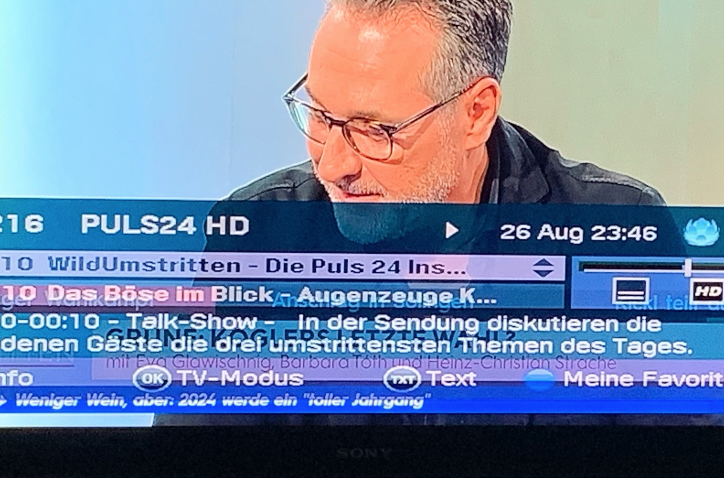 216 PULS24 HD 26 Aug 23:46
10 WildUmstritten - Die Puls 24 Ins...
10 Das Böse im Blick - Augenzeuge K...
HD
0-00:10 - Talk-Show - In der Sendung diskutieren die
denen Gäste die drei umstrittensten Themen des Tages.
mit Eva Glawischnig, Barbara Toth und Heinz-Christian Strache
nfo OK TV-Modus TXT Text Meine Favorit
Weniger Wein, aber: 2024 werde ein "toller Jahrgang"
SONY